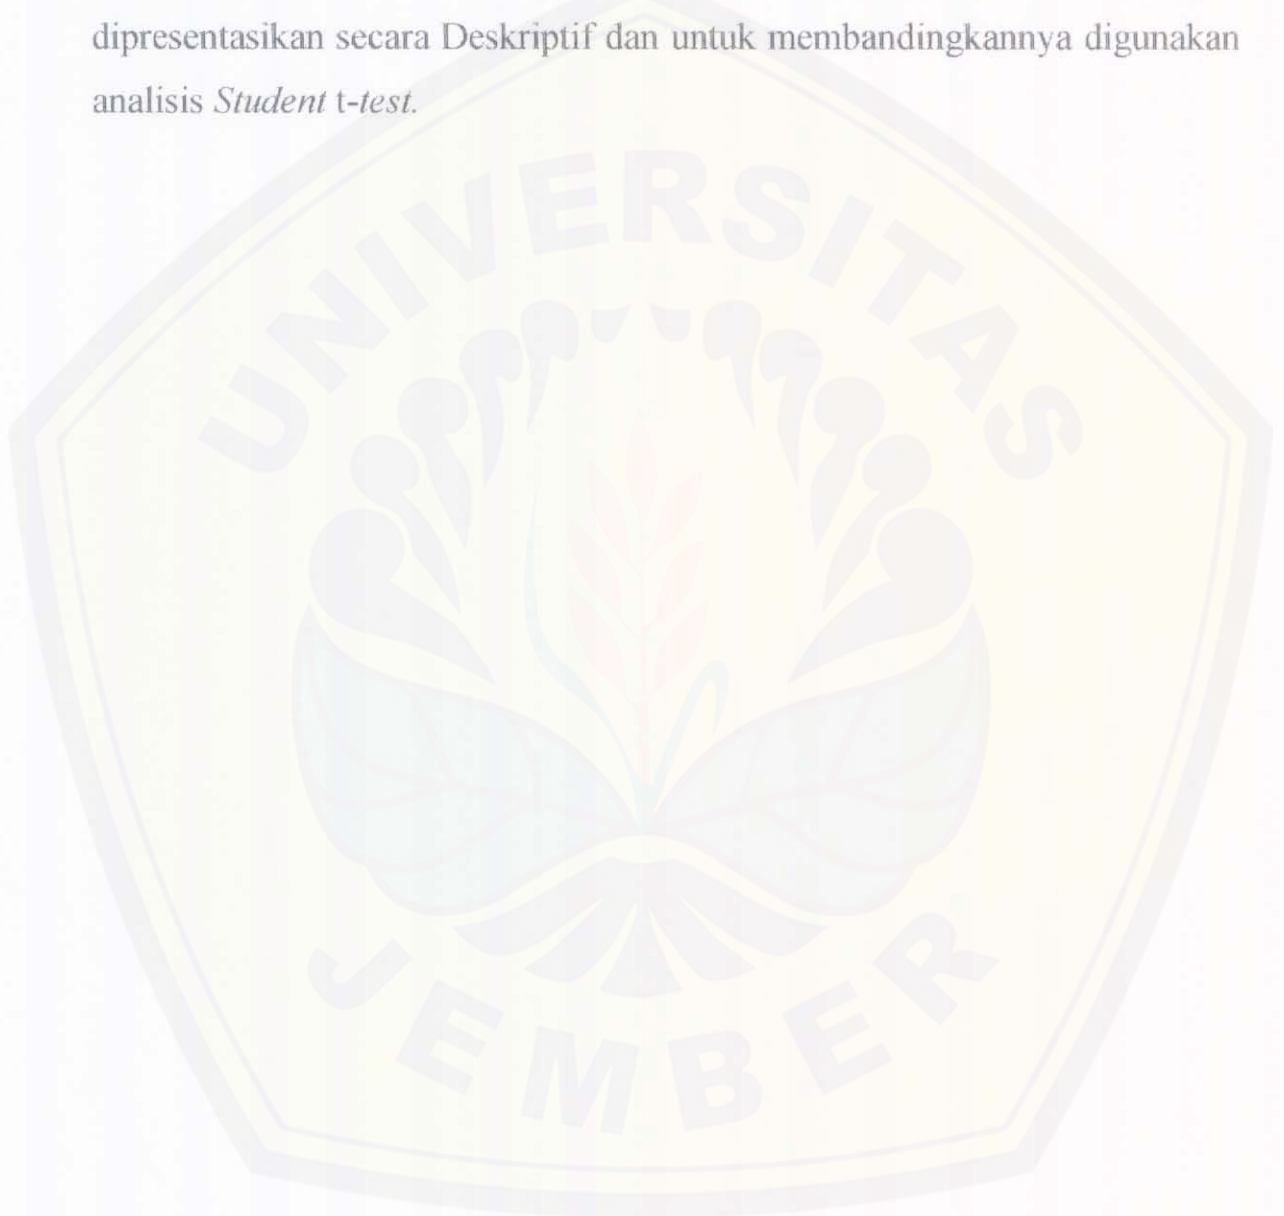 dipresentasikan secara Deskriptif dan untuk membandingkannya digunakan
analisis Student t-test.
UNIVERSITAS
JEMBER